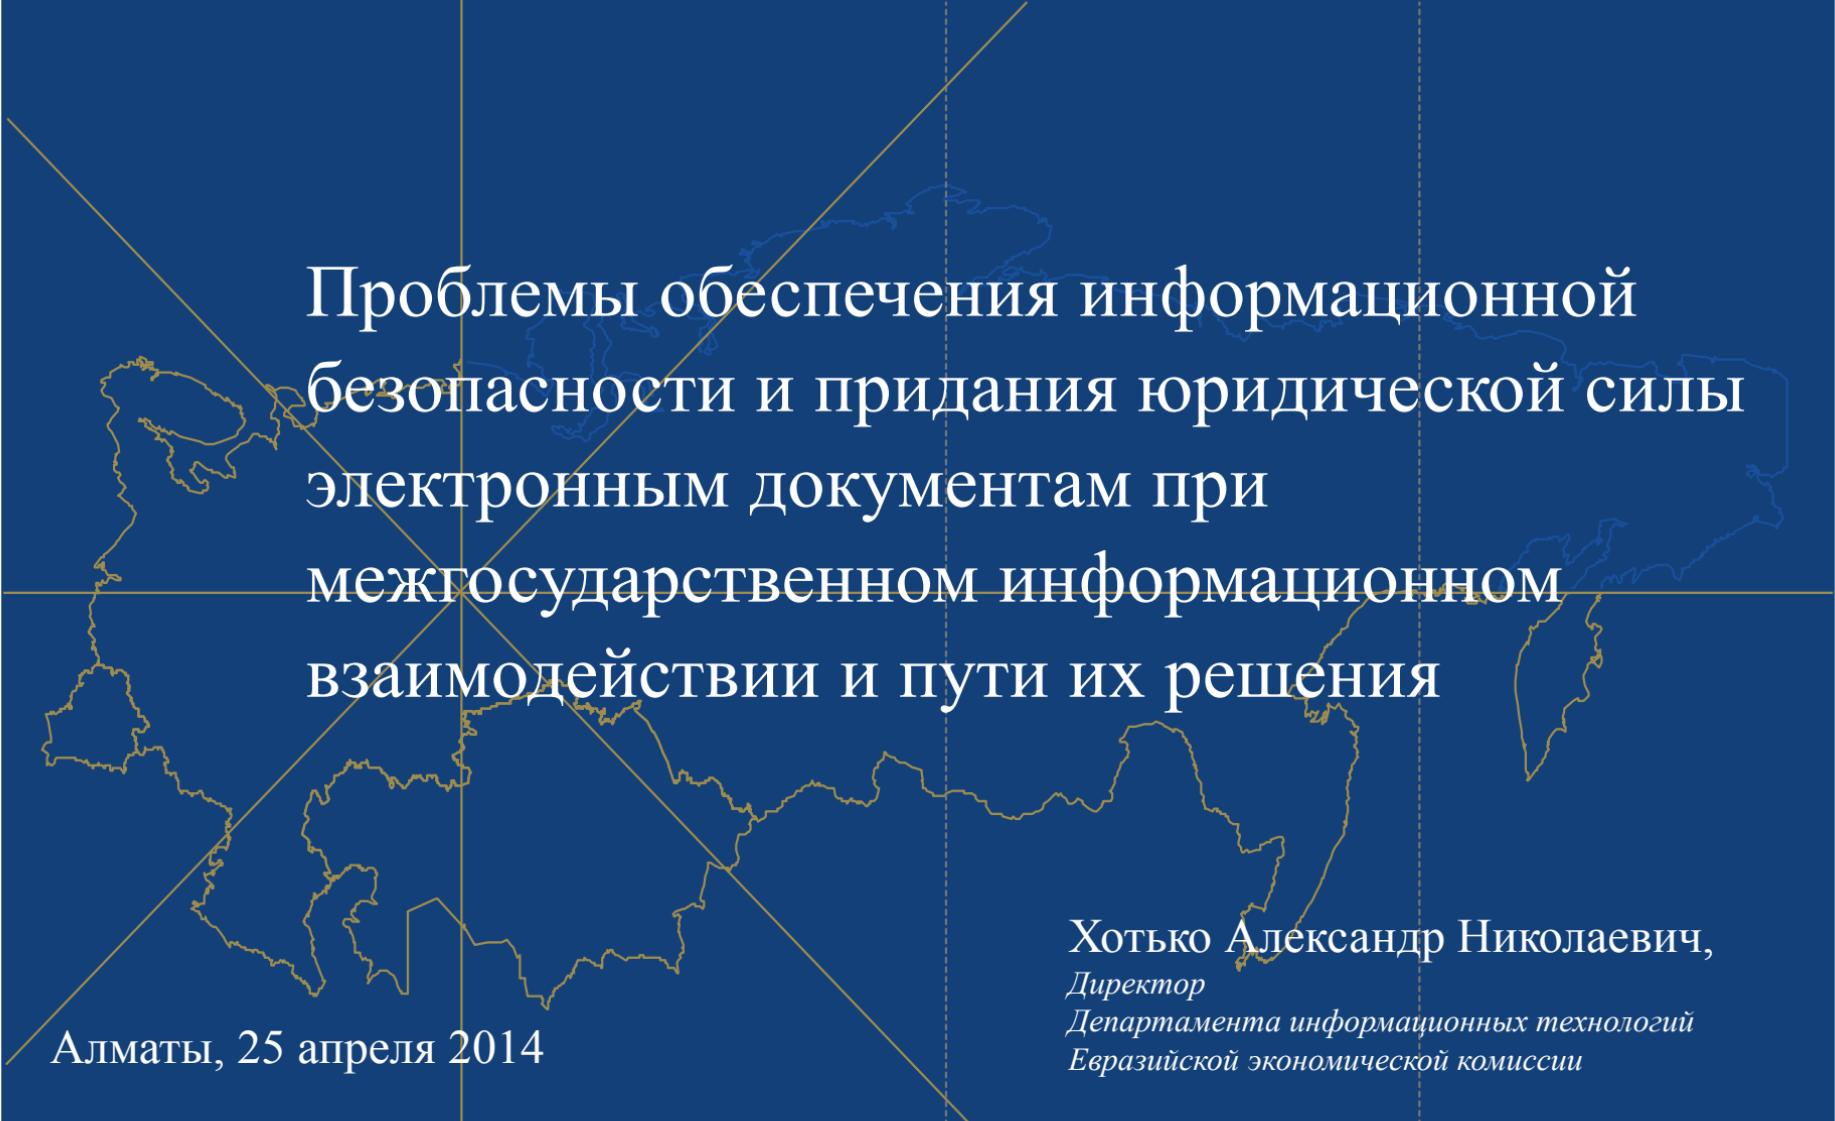 Проблемы обеспечения информационной
безопасности и придания юридической силы
электронным документам при
межгосударственном информационном
взаимодействии и пути их решения
Хотько Александр Николаевич,
Директор
Департамента информационных технологий
Евразийской экономической комиссии
Алматы, 25 апреля 2014